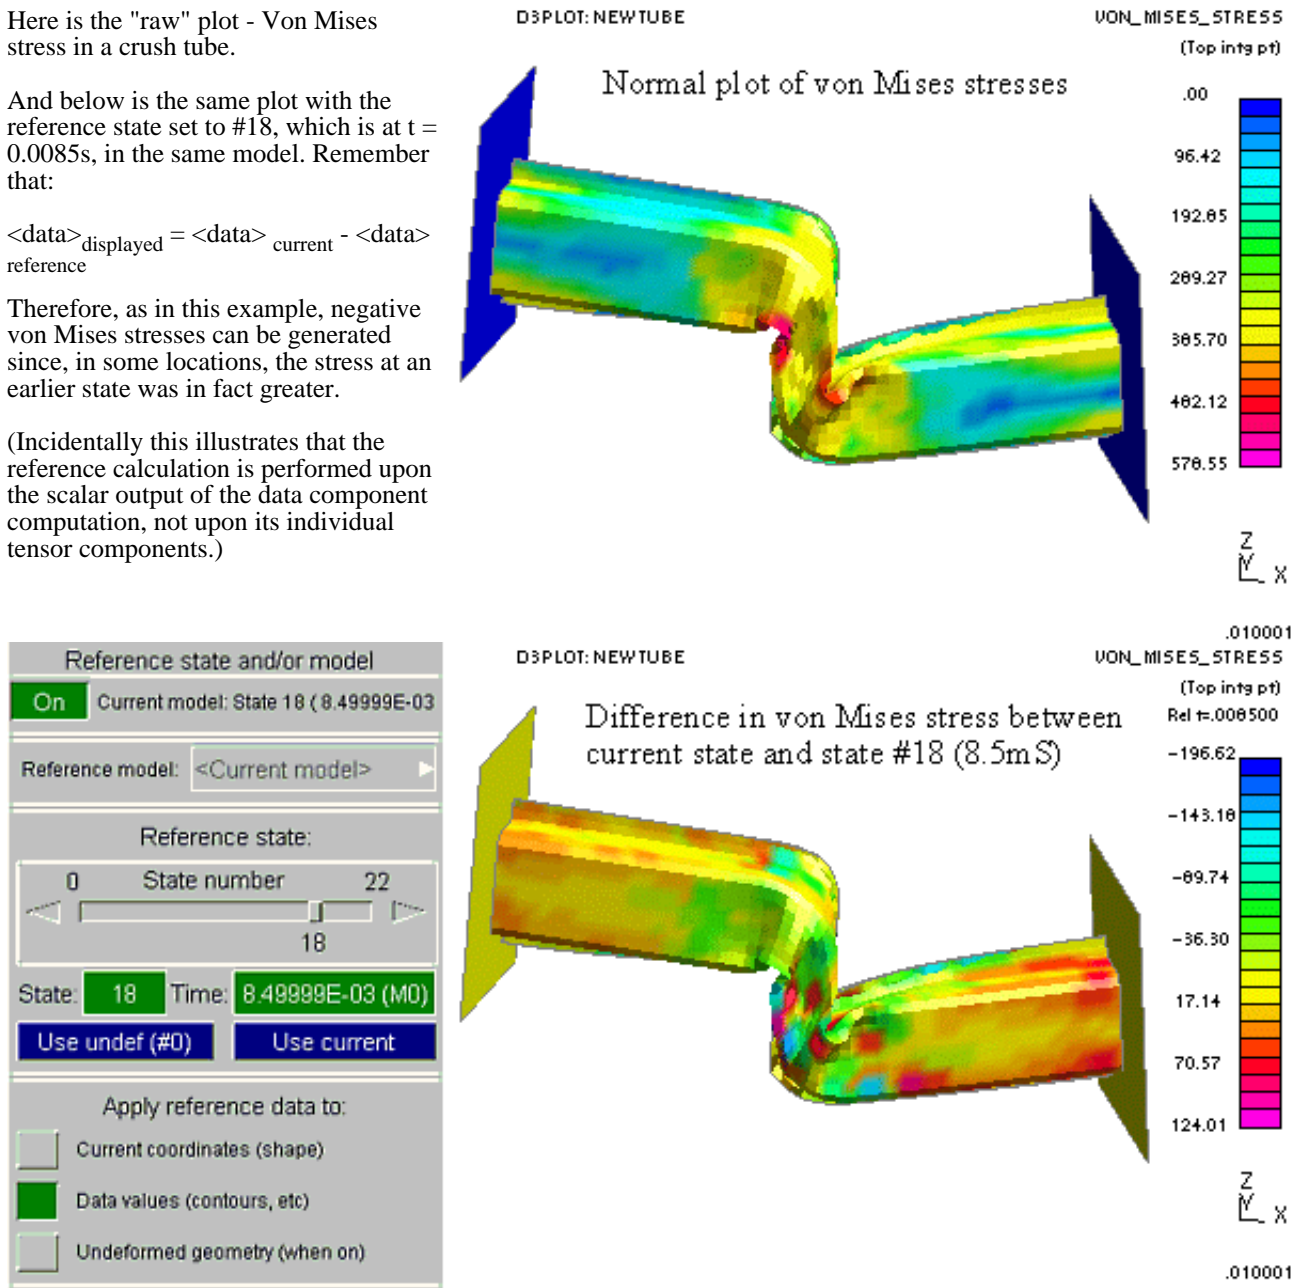 Here is the "raw" plot - Von Mises
stress in a crush tube.
And below is the same plot with the
reference state set to #18, which is at t =
0.0085s, in the same model. Remember
that:
<data>displayed = <data> current - <data>
reference
Therefore, as in this example, negative
von Mises stresses can be generated
since, in some locations, the stress at an
earlier state was in fact greater.
(Incidentally this illustrates that the
reference calculation is performed upon
the scalar output of the data component
computation, not upon its individual
tensor components.)
D3PLOT: NEWTUBE
VON_MISES_STRESS
(Top intg pt)
Normal plot of von Mises stresses
.00
96.42
192.85
289.27
385.70
482.12
578.55
Z
Y
X
.010001
Reference state and/or model
On
Current model: State 18 ( 8.49999E-03
Reference model:
<Current model>
Reference state:
0
State number
22
18
State:
18
Time:
8.49999E-03 (M0)
Use undef (#0)
Use current
Apply reference data to:
Current coordinates (shape)
Data values (contours, etc)
Undeformed geometry (when on)
D3PLOT: NEWTUBE
VON_MISES_STRESS
(Top intg pt)
Rel t=.008500
Difference in von Mises stress between
current state and state #18 (8.5mS)
-196.62
-143.18
-89.74
-36.30
17.14
70.57
124.01
Z
Y
X
.010001